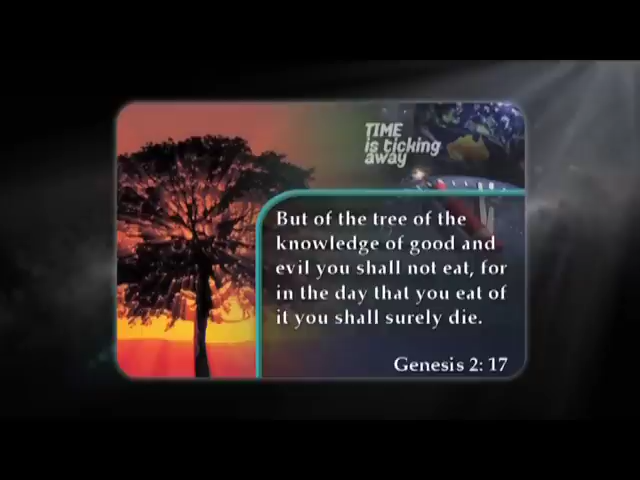 TIME
is ticking
away
But of the tree of the
knowledge of good and
evil you shall not eat, for
in the day that you eat of
it you shall surely die.
Genesis 2: 17